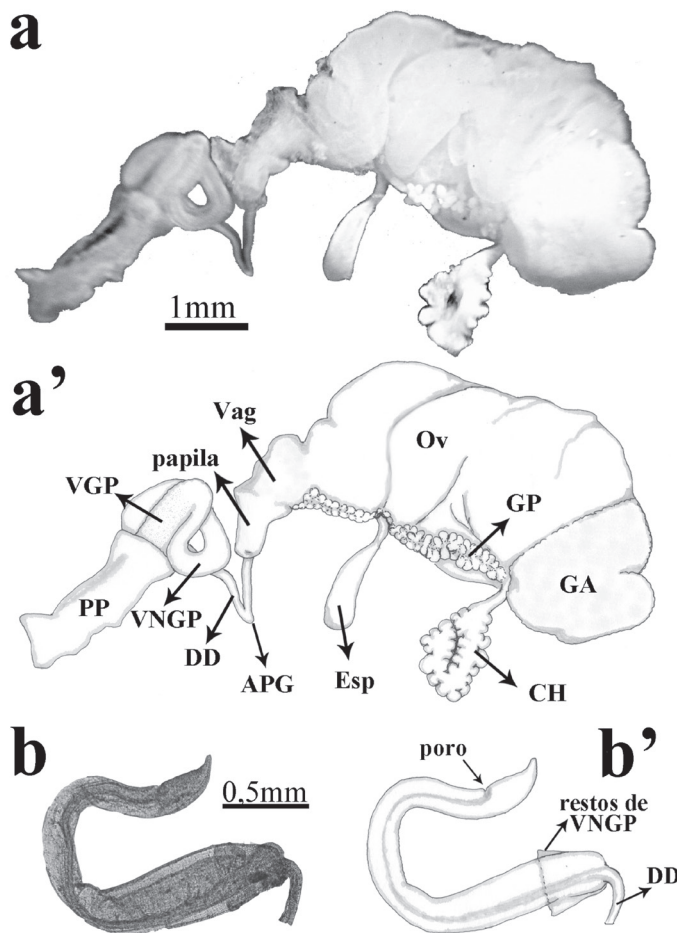 a
1mm
a’
Vag
papila
VGP
Ov
GP
GA
PP
VNGP
DD
APG
Esp
CH
b
0,5mm
b’
poro
restos de
VNGP
DD